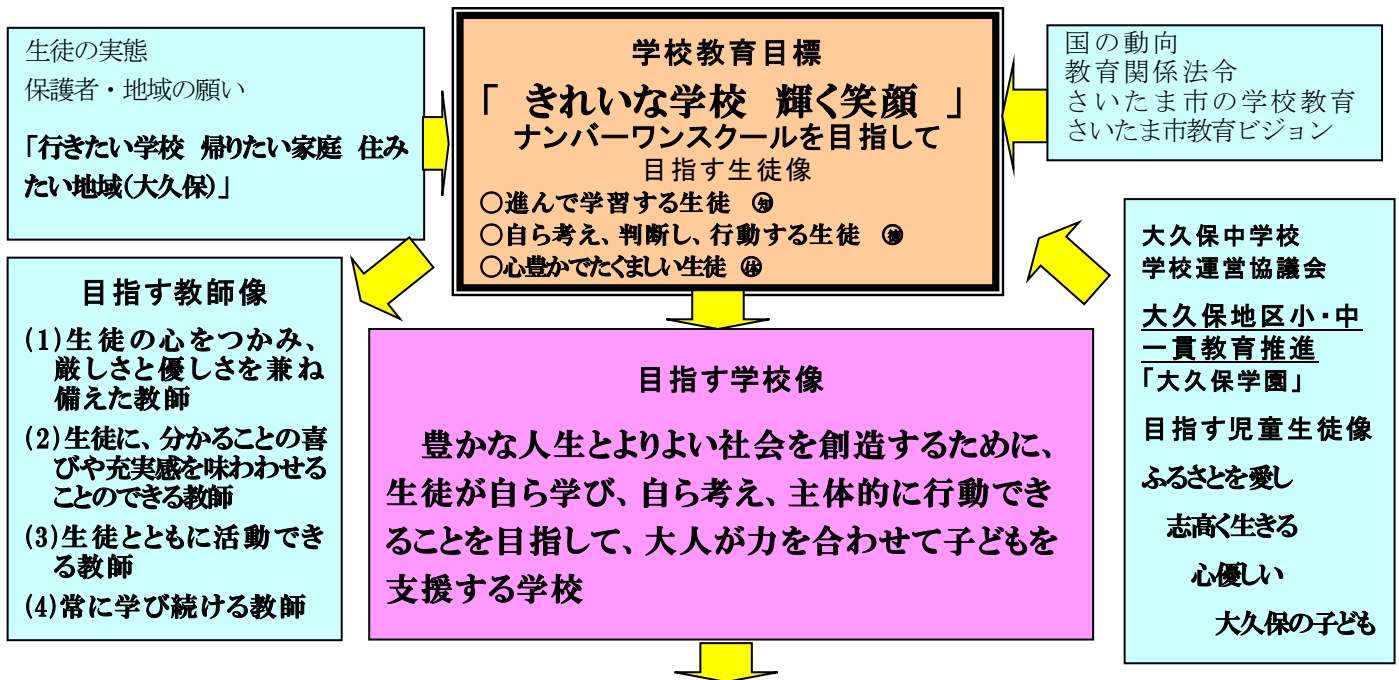 生徒の実態
保護者・地域の願い
「行きたい学校 帰りたい家庭 住み
たい地域(大久保)」
学校教育目標
「 きれいな学校 輝く笑顔 」
ナンバーワンスクールを目指して
目指す生徒像
○進んで学習する生徒 ㊙知
○自ら考え、判断し、行動する生徒
○心豊かでたくましい生徒
国の動向
教育関係法令
さいたま市の学校教育
さいたま市教育ビジョン
目指す教師像
(1)生徒の心をつかみ、
厳しさと優しさを兼ね
備えた教師
(2)生徒に、分かることの喜
びや充実感を味わわせる
ことのできる教師
(3)生徒とともに活動でき
る教師
(4)常に学び続ける教師
目指す学校像
豊かな人生とよりよい社会を創造するために、
生徒が自ら学び、自ら考え、主体的に行動でき
ることを目指して、大人が力を合わせて子どもを
支援する学校
大久保中学校
学校運営協議会
大久保地区小・中
一貫教育推進
「大久保学園」
目指す児童生徒像
ふるさとを愛し
志高く生きる
心優しい
大久保の子ども